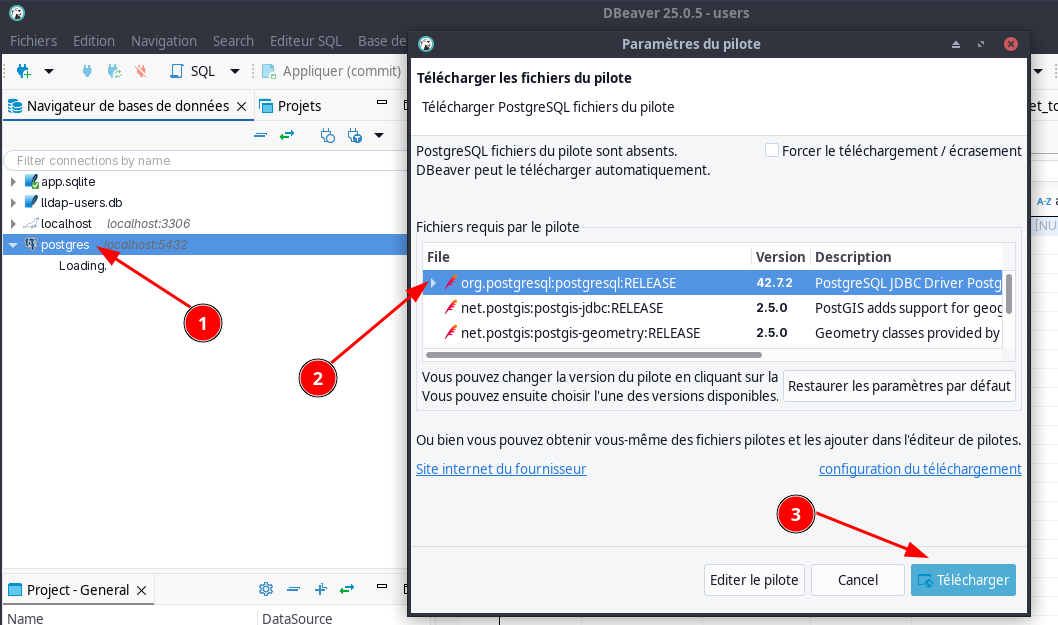 DBeaver 25.0.5 - users
Fichiers Edition Navigation Search Editeur SQL Base de
SQL Appliquer (commit)
Navigateur de bases de données Projets
Filter connections by name
app.sqlite
lldap-users.db
localhost localhost:3306
postgres localhost:5432
Loading.
1
2
Project - General
Name DataSource
Paramètres du pilote
Télécharger les fichiers du pilote
Télécharger PostgreSQL fichiers du pilote
PostgreSQL fichiers du pilote sont absents.
DBeaver peut le télécharger automatiquement.
Forcer le téléchargement / écrasement
Fichiers requis par le pilote
File Version Description
org.postgresql:postgresql:RELEASE 42.7.2 PostgreSQL JDBC Driver Postg
net.postgis:postgis-jdbc:RELEASE 2.5.0 PostGIS adds support for geog
net.postgis:postgis-geometry:RELEASE 2.5.0 Geometry classes provided by
Vous pouvez changer la version du pilote en cliquant sur la
Vous pouvez ensuite choisir l'une des versions disponibles.
Restaurer les paramètres par défaut
Ou bien vous pouvez obtenir vous-même des fichiers pilotes et les ajouter dans l'éditeur de pilotes.
Site internet du fournisseur configuration du téléchargement
3
Editer le pilote Cancel Télécharger
et_to
A-Z a
[NU